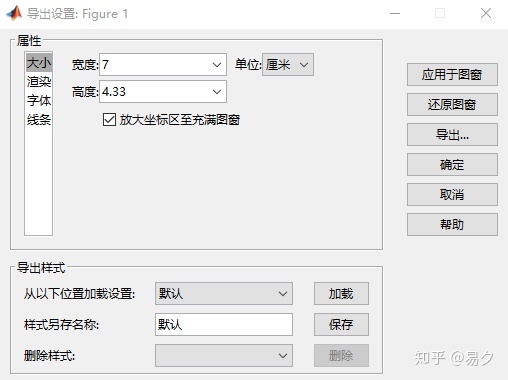 导出设置: Figure 1
属性
大小
渲染
字体
线条
宽度: 7 单位: 厘米
高度: 4.33
放大坐标区至充满图窗
应用于图窗
还原图窗
导出...
确定
取消
帮助
导出样式
从以下位置加载设置: 默认 加载
样式另存名称: 默认 保存
删除样式: 删除
知乎 @易夕